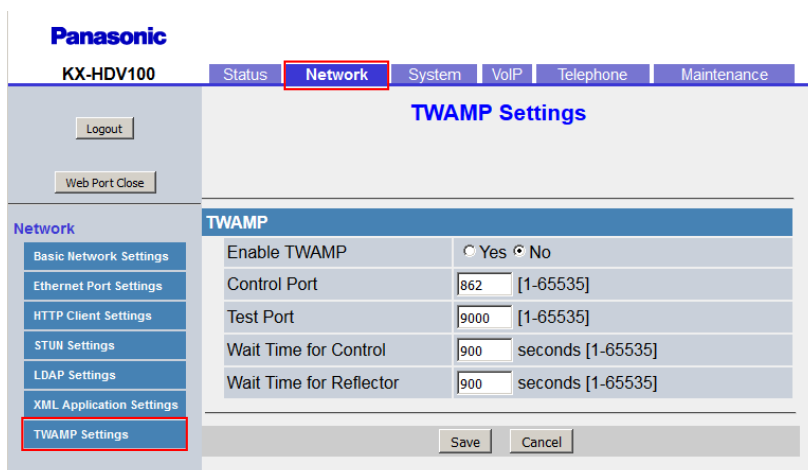 Panasonic
KX-HDV100
Status Network System VoIP Telephone Maintenance
Logout
Web Port Close
TWAMP Settings
Network
Basic Network Settings
Ethernet Port Settings
HTTP Client Settings
STUN Settings
LDAP Settings
XML Application Settings
TWAMP Settings
TWAMP
Enable TWAMP Yes No
Control Port 862 [1-65535]
Test Port 9000 [1-65535]
Wait Time for Control 900 seconds [1-65535]
Wait Time for Reflector 900 seconds [1-65535]
Save Cancel